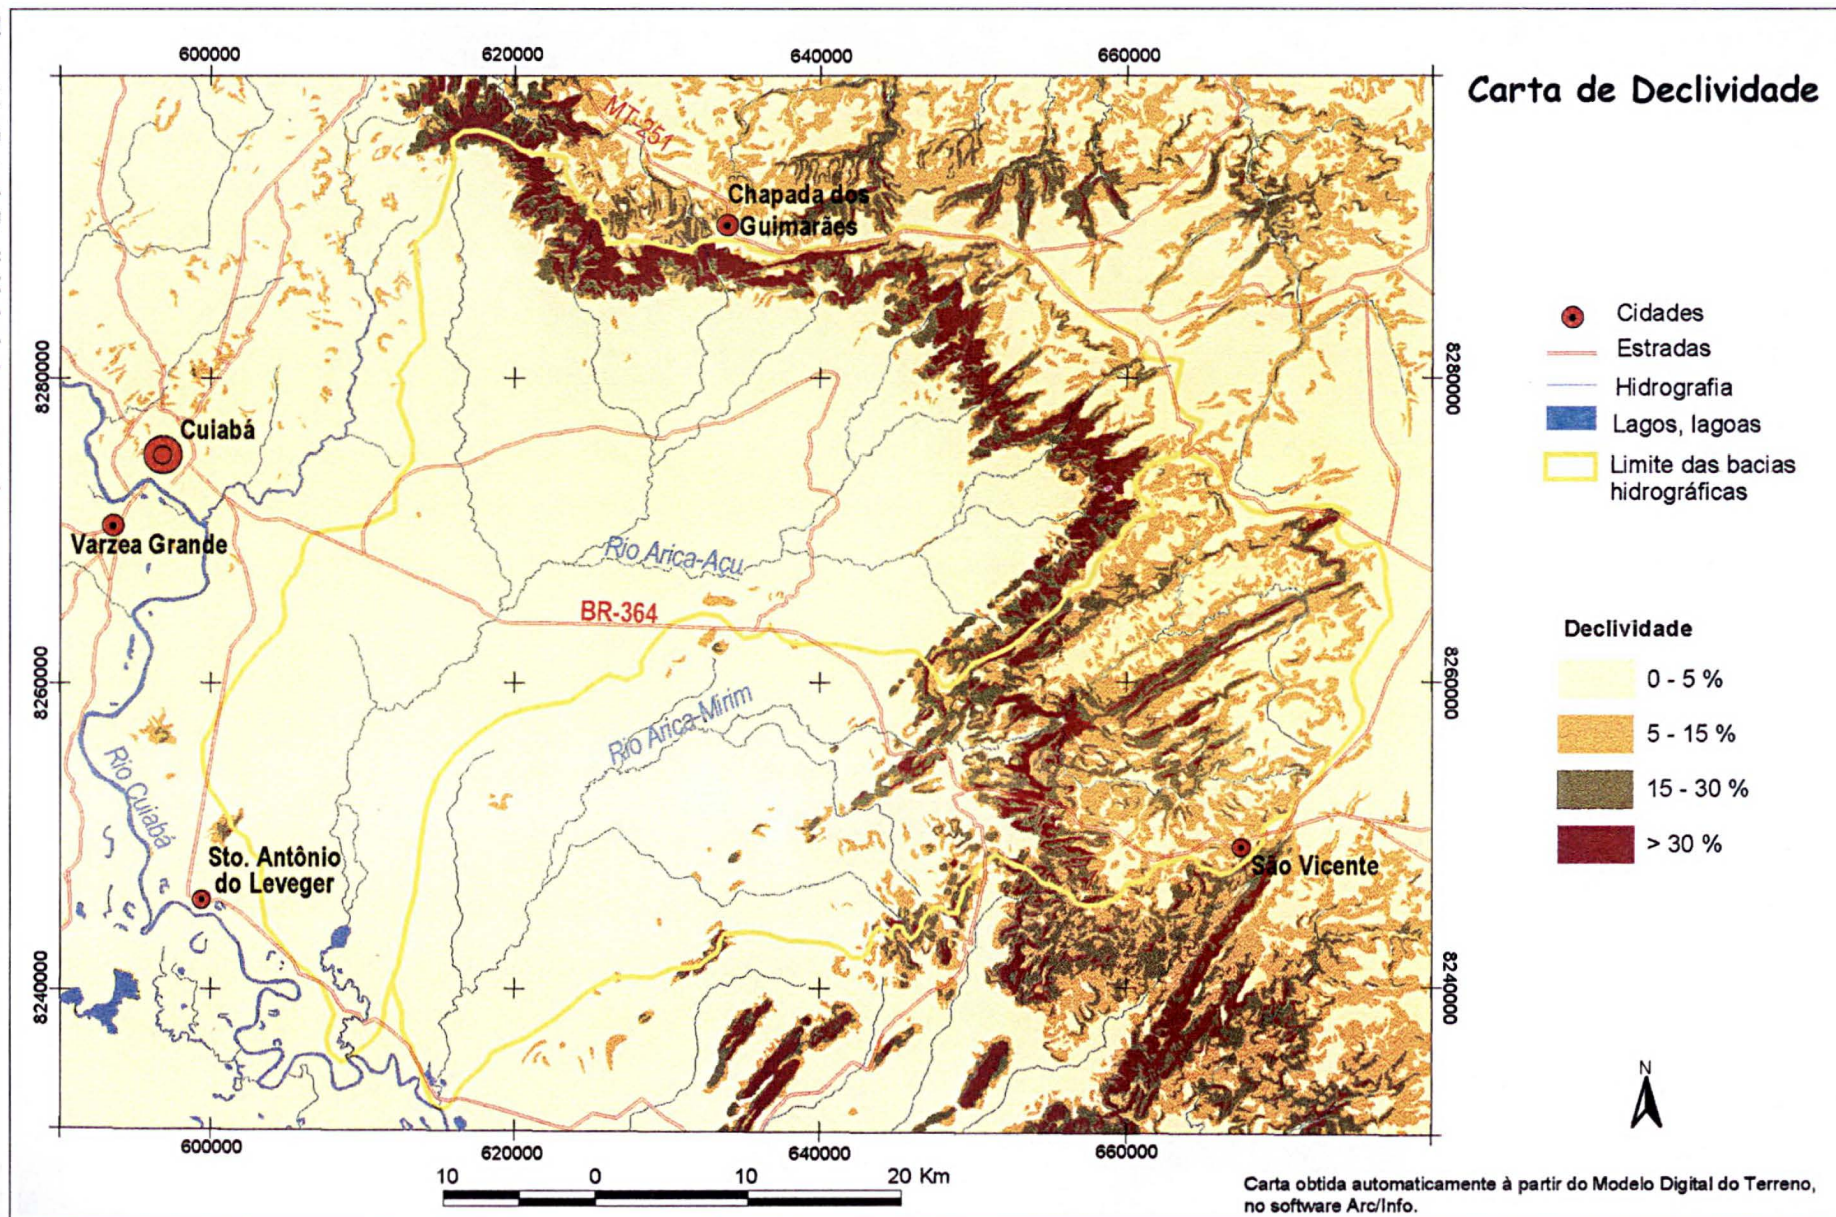 Carta de Declividade
600000
620000
640000
660000
MT-251
Chapada dos
Guimarães
8280000
8280000
Cuiabá
Varzea Grande
Rio Arica-Açu
BR-364
8260000
8260000
Rio Arica-Mirim
Rio Cuiabá
Sto. Antônio
do Leveger
São Vicente
8240000
8240000
600000
620000
640000
660000
10 0 10 20 Km
Cidades
Estradas
Hidrografia
Lagos, lagoas
Limite das bacias
hidrográficas
Declividade
0 - 5 %
5 - 15 %
15 - 30 %
> 30 %
N
Carta obtida automaticamente à partir do Modelo Digital do Terreno,
no software Arc/Info.